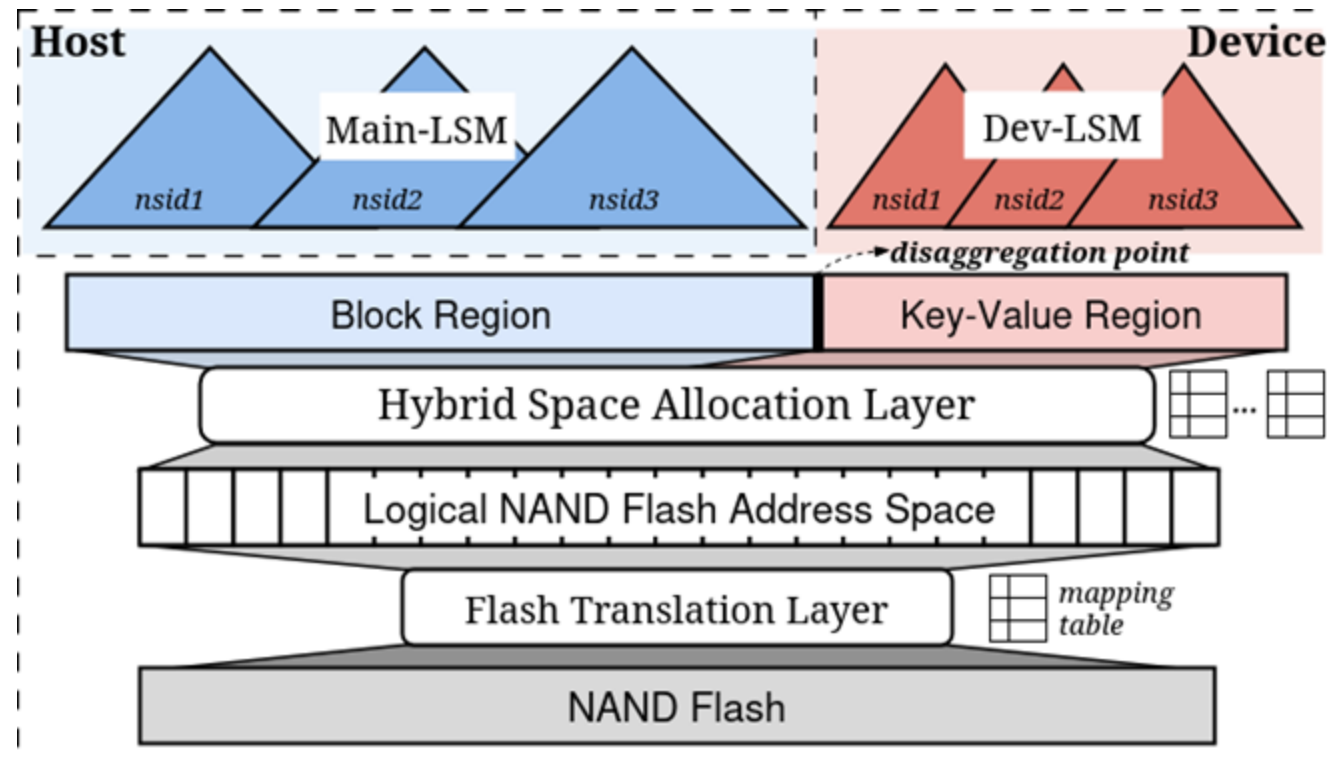 Host
Device
Main-LSM
Dev-LSM
nsid1
nsid2
nsid3
nsid1
nsid2
nsid3
disaggregation point
Block Region
Key-Value Region
Hybrid Space Allocation Layer
...
Logical NAND Flash Address Space
Flash Translation Layer
mapping
table
NAND Flash